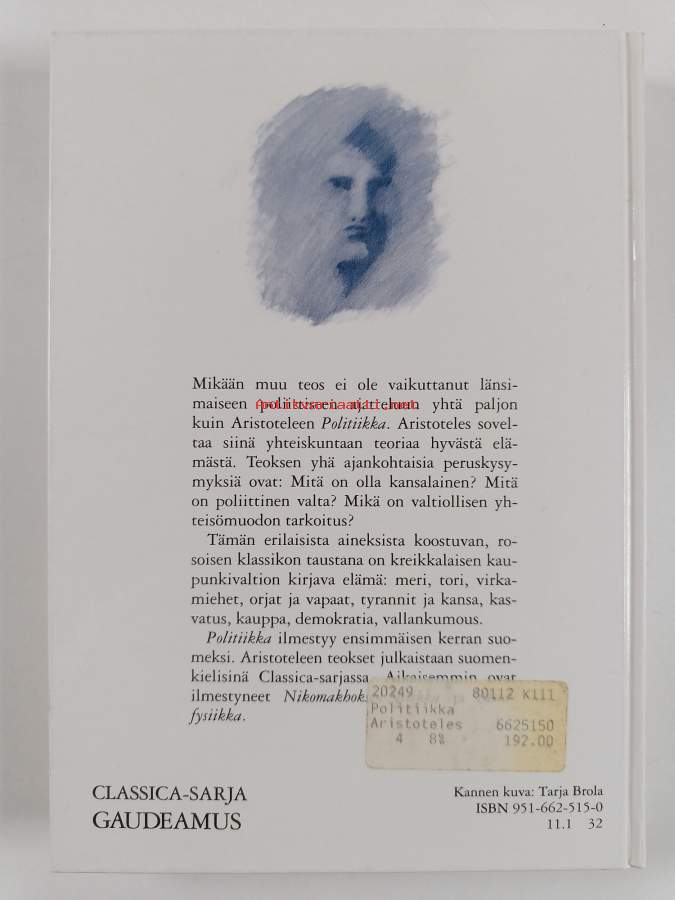 Mikään muu teos ei ole vaikuttanut länsi-
maiseen poliittiseen ajatteluun yhtä paljon
kuin Aristoteleen Politiikka. Aristoteles sovel-
taa siinä yhteiskuntaan teoriaa hyvästä elä-
mästä. Teoksen yhä ajankohtaisia peruskysy-
myksiä ovat: Mitä on olla kansalainen? Mitä
on poliittinen valta? Mikä on valtiollisen yh-
teisömuodon tarkoitus?
Tämän erilaisista aineksista koostuvan, ro-
soisen klassikon taustana on kreikkalaisen kau-
punkivaltion kirjava elämä: meri, tori, virka-
miehet, orjat ja vapaat, tyrannit ja kansa, kas-
vatus, kauppa, demokratia, vallankumous.
Politiikka ilmestyy ensimmäisen kerran suo-
meksi. Aristoteleen teokset julkaistaan suomen-
kielisinä Classica-sarjassa. Aikaisemmin ovat
ilmestyneet
fysiikka.
20249 80112 K111
Politiikka
Aristoteles 6625150
4 8% 192.00
CLASSICA-SARJA
GAUDEAMUS
Kannen kuva: Tarja Brola
ISBN 951-662-515-0
11.1 32